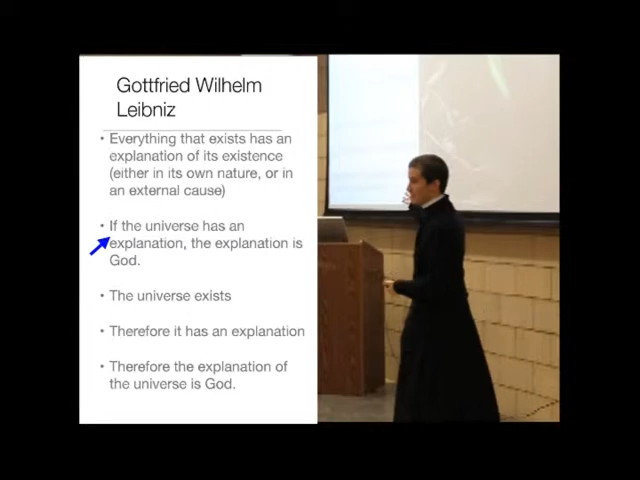 Gottfried Wilhelm
Leibniz
• Everything that exists has an
explanation of its existence
(either in its own nature, or in
an external cause)
• If the universe has an
explanation, the explanation is
God.
• The universe exists
• Therefore it has an explanation
• Therefore the explanation of
the universe is God.